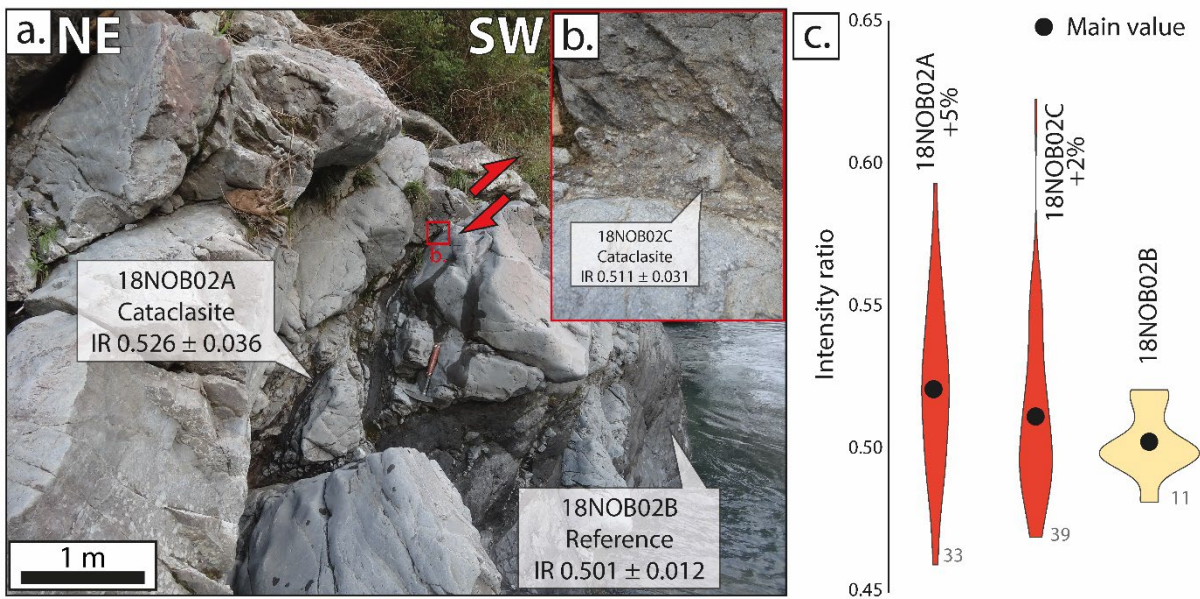 a. NE
SW
18NOB02A
Cataclasite
IR 0.526 ± 0.036
b.
18NOB02B
Reference
IR 0.501 ± 0.012
1 m
b.
18NOB02C
Cataclasite
IR 0.511 ± 0.031
c.
Main value
Intensity ratio
0.65
0.60
0.55
0.50
0.45
18NOB02A
+5%
33
18NOB02C
+2%
39
18NOB02B
11